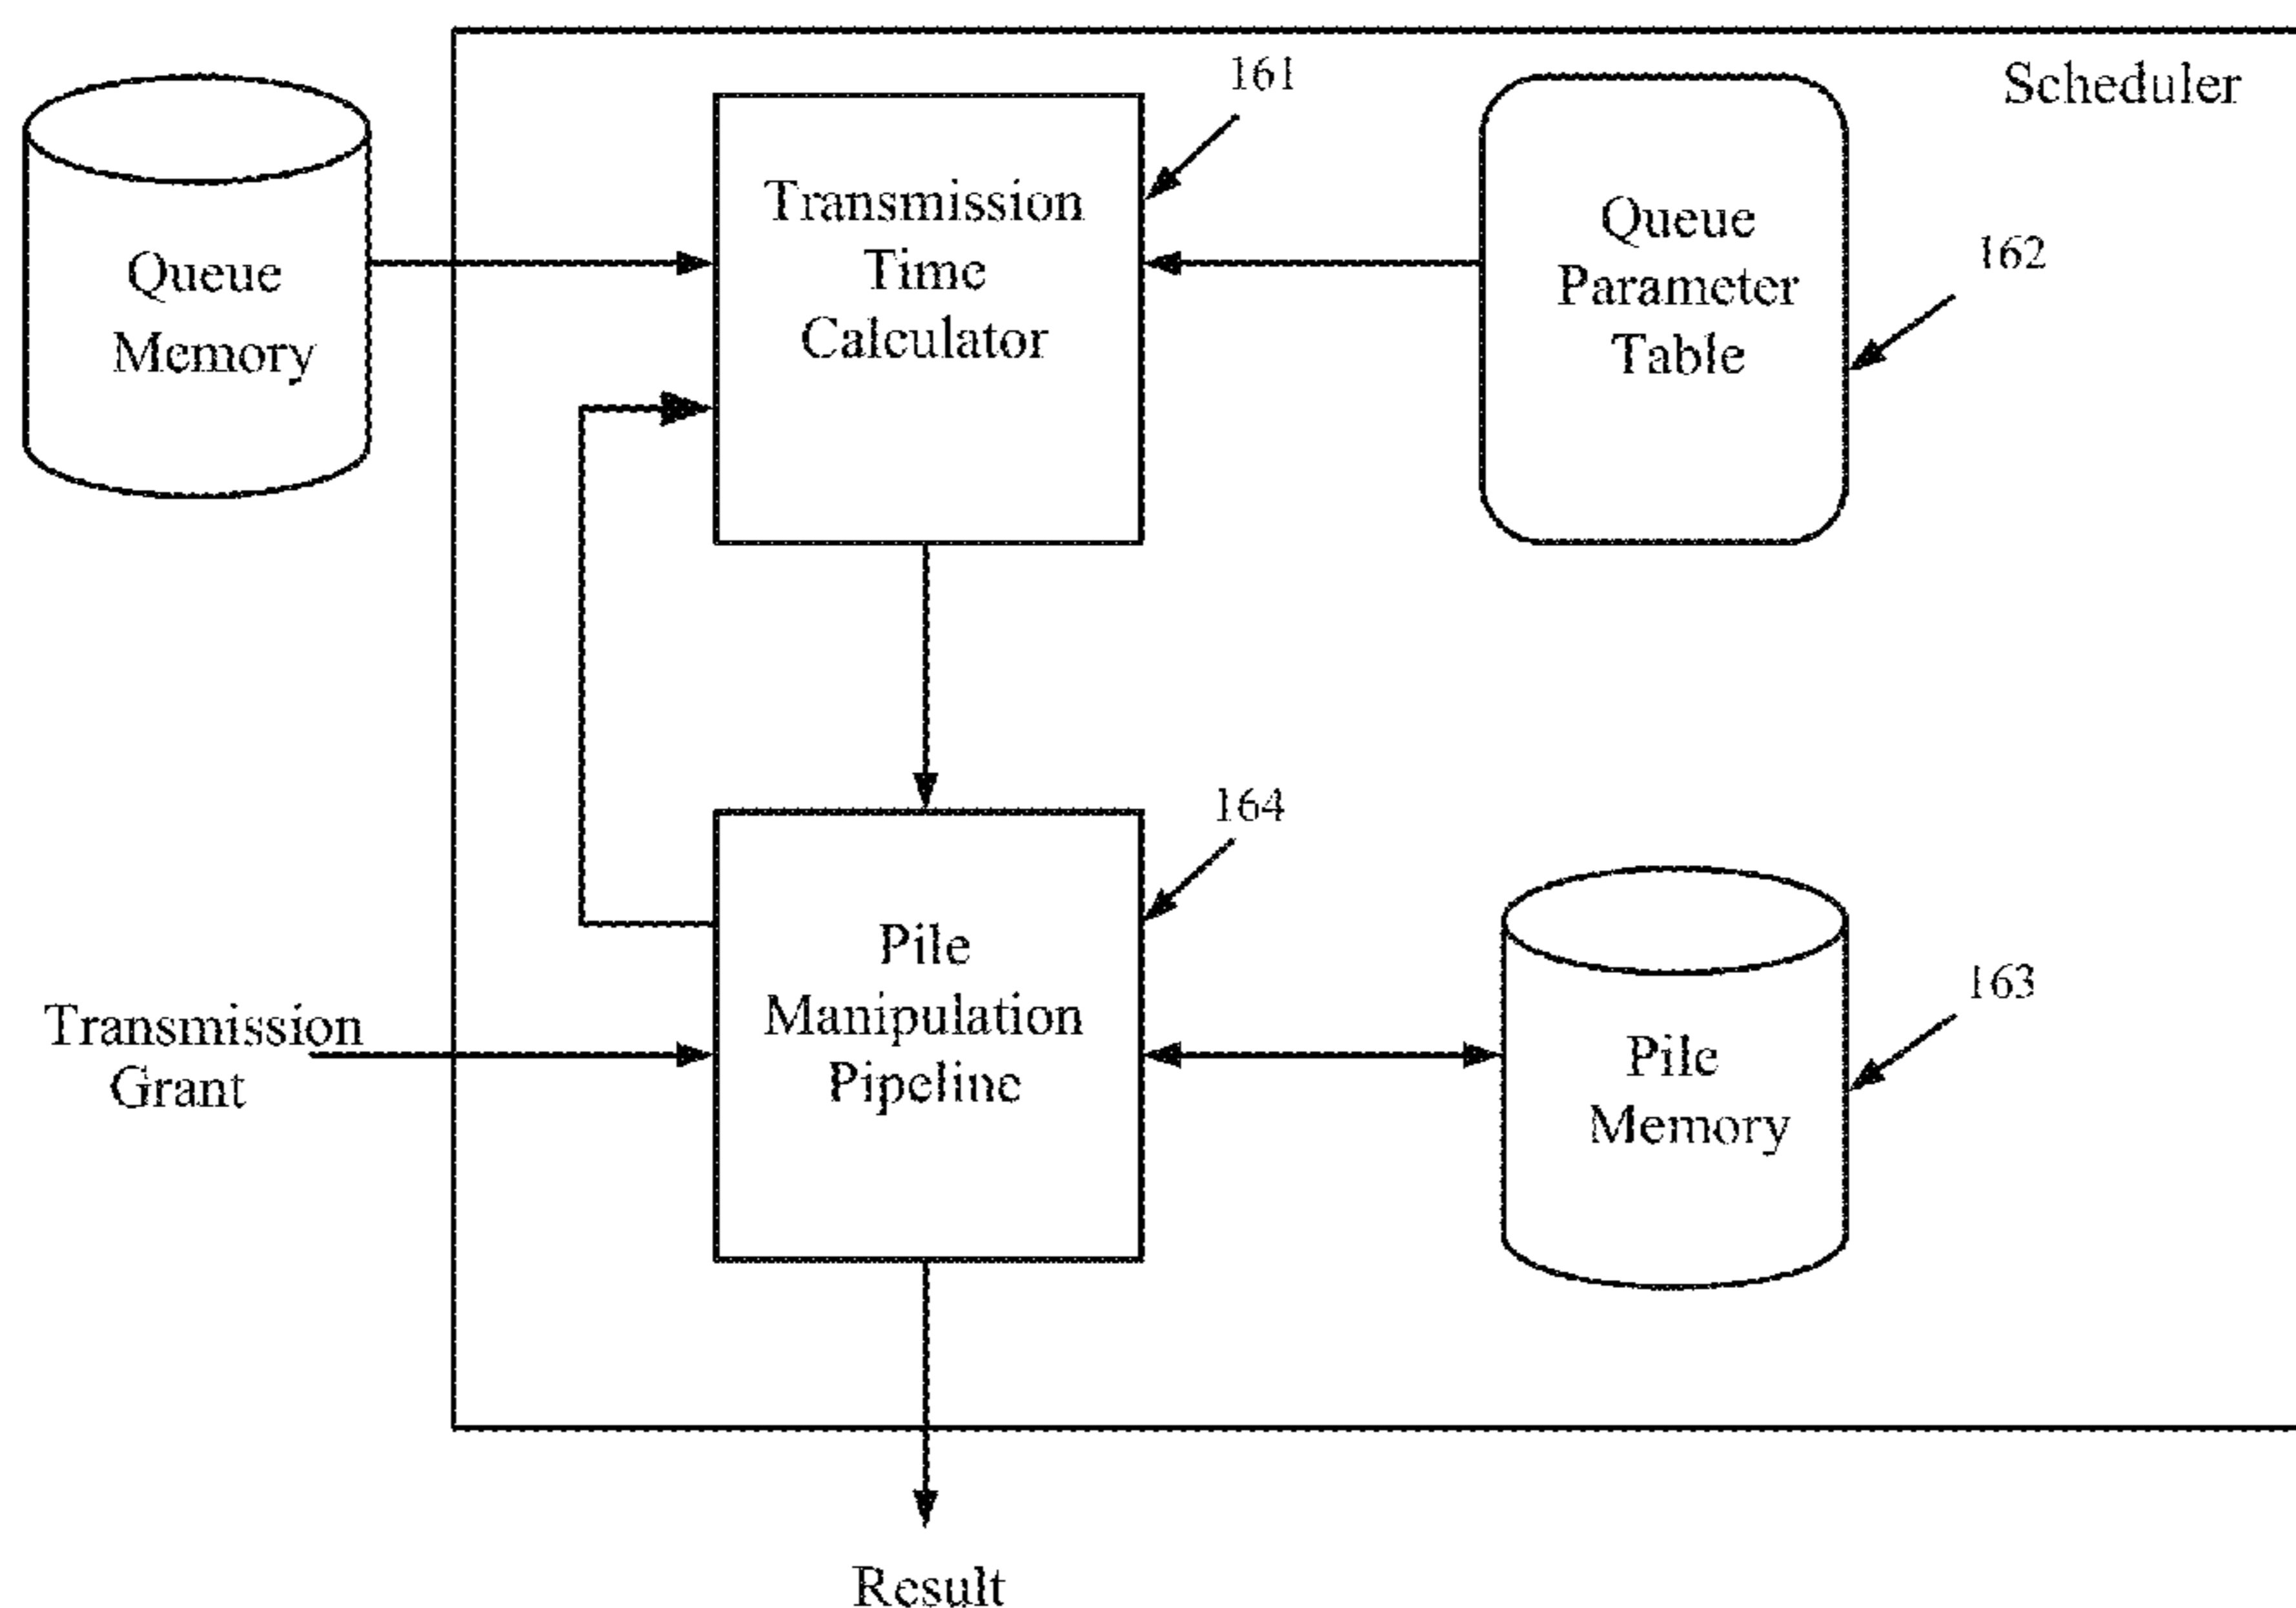 Scheduler
161
Transmission
Time
Calculator
Queue
Memory
Queue
Parameter
Table
162
164
Pile
Manipulation
Pipeline
163
Pile
Memory
Transmission
Grant
Result